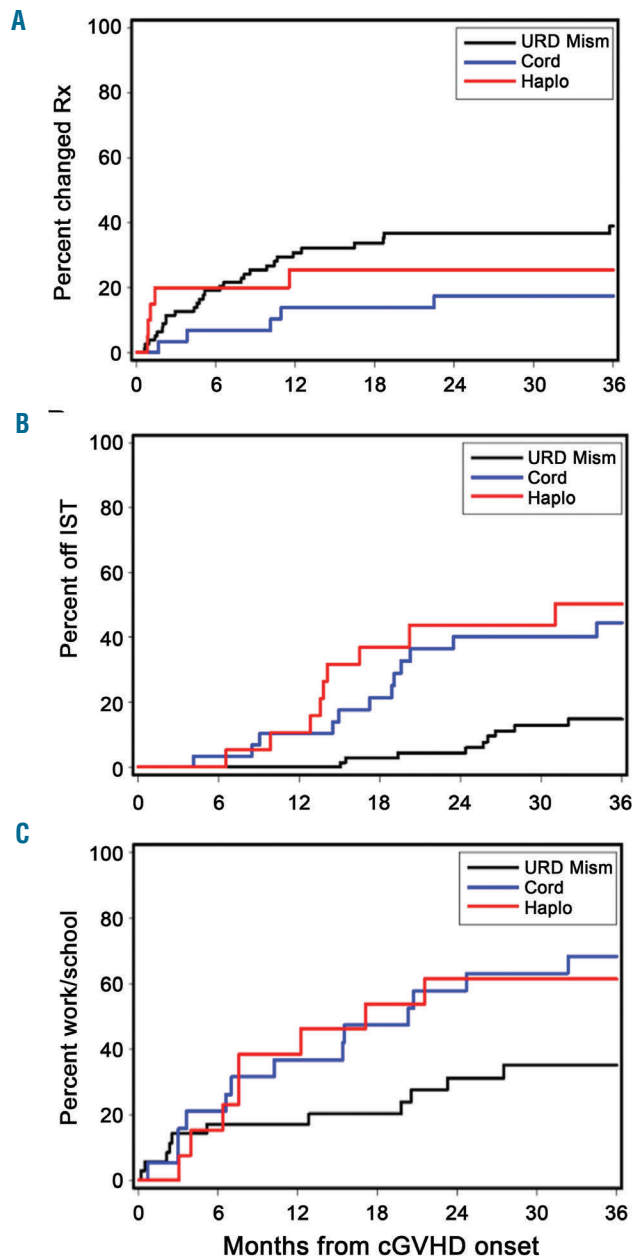 A
Percent changed Rx
100
80
60
40
20
0
URD Mism
Cord
Haplo
0 6 12 18 24 30 36
B
Percent off IST
100
80
60
40
20
0
URD Mism
Cord
Haplo
0 6 12 18 24 30 36
C
Percent work/school
100
80
60
40
20
0
URD Mism
Cord
Haplo
0 6 12 18 24 30 36
Months from cGVHD onset